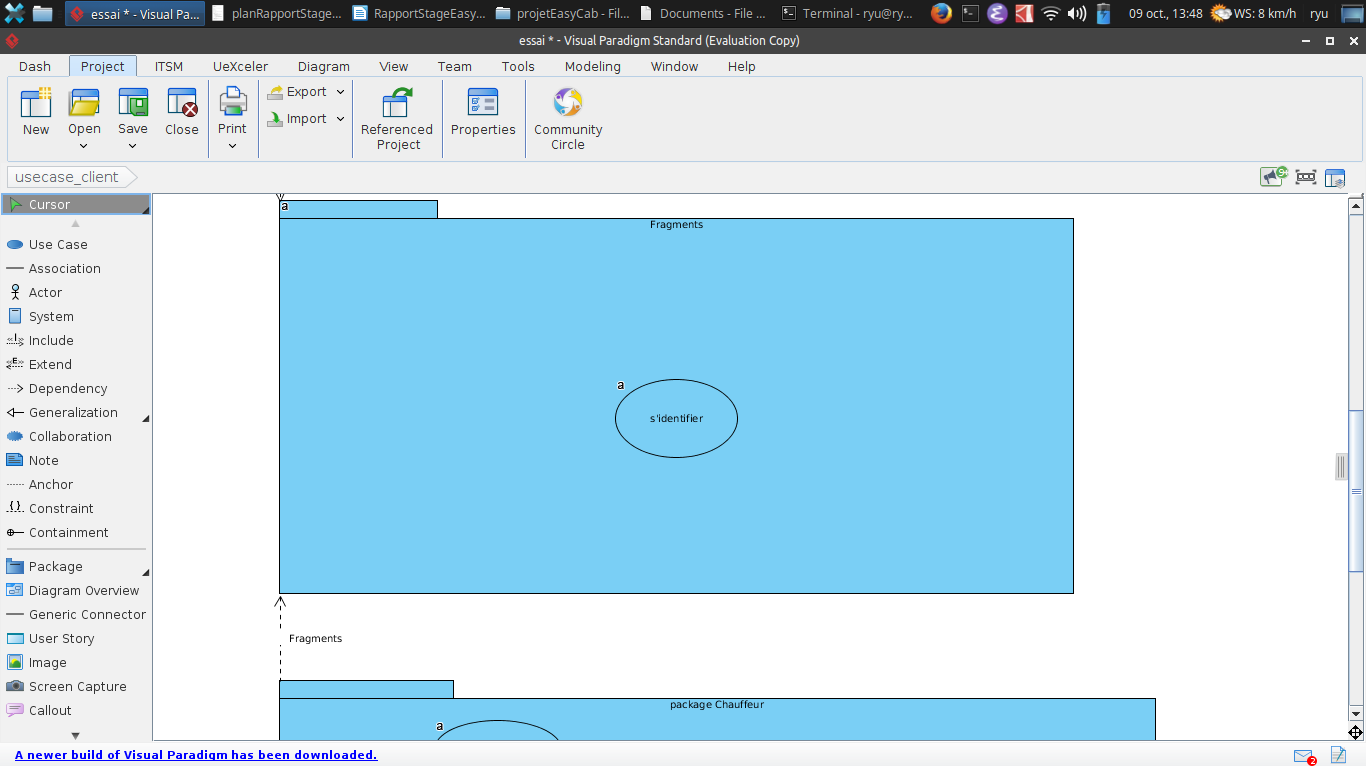 essai * - Visual Pa...
planRapportStage...
RapportStageEasy...
projetEasyCab - Fil...
Documents - File ...
Terminal - ryu@ry...
09 oct., 13:48
WS: 8 km/h
ryu
essai * - Visual Paradigm Standard (Evaluation Copy)
Dash
Project
ITSM
UeXceler
Diagram
View
Team
Tools
Modeling
Window
Help
New
Open
Save
Close
Print
Export
Import
Referenced
Project
Properties
Community
Circle
usecase_client
9+
Cursor
Use Case
Association
Actor
System
Include
Extend
Dependency
Generalization
Collaboration
Note
Anchor
Constraint
Containment
Package
Diagram Overview
Generic Connector
User Story
Image
Screen Capture
Callout
a
Fragments
a
s'identifier
Fragments
package Chauffeur
a
A newer build of Visual Paradigm has been downloaded.
2